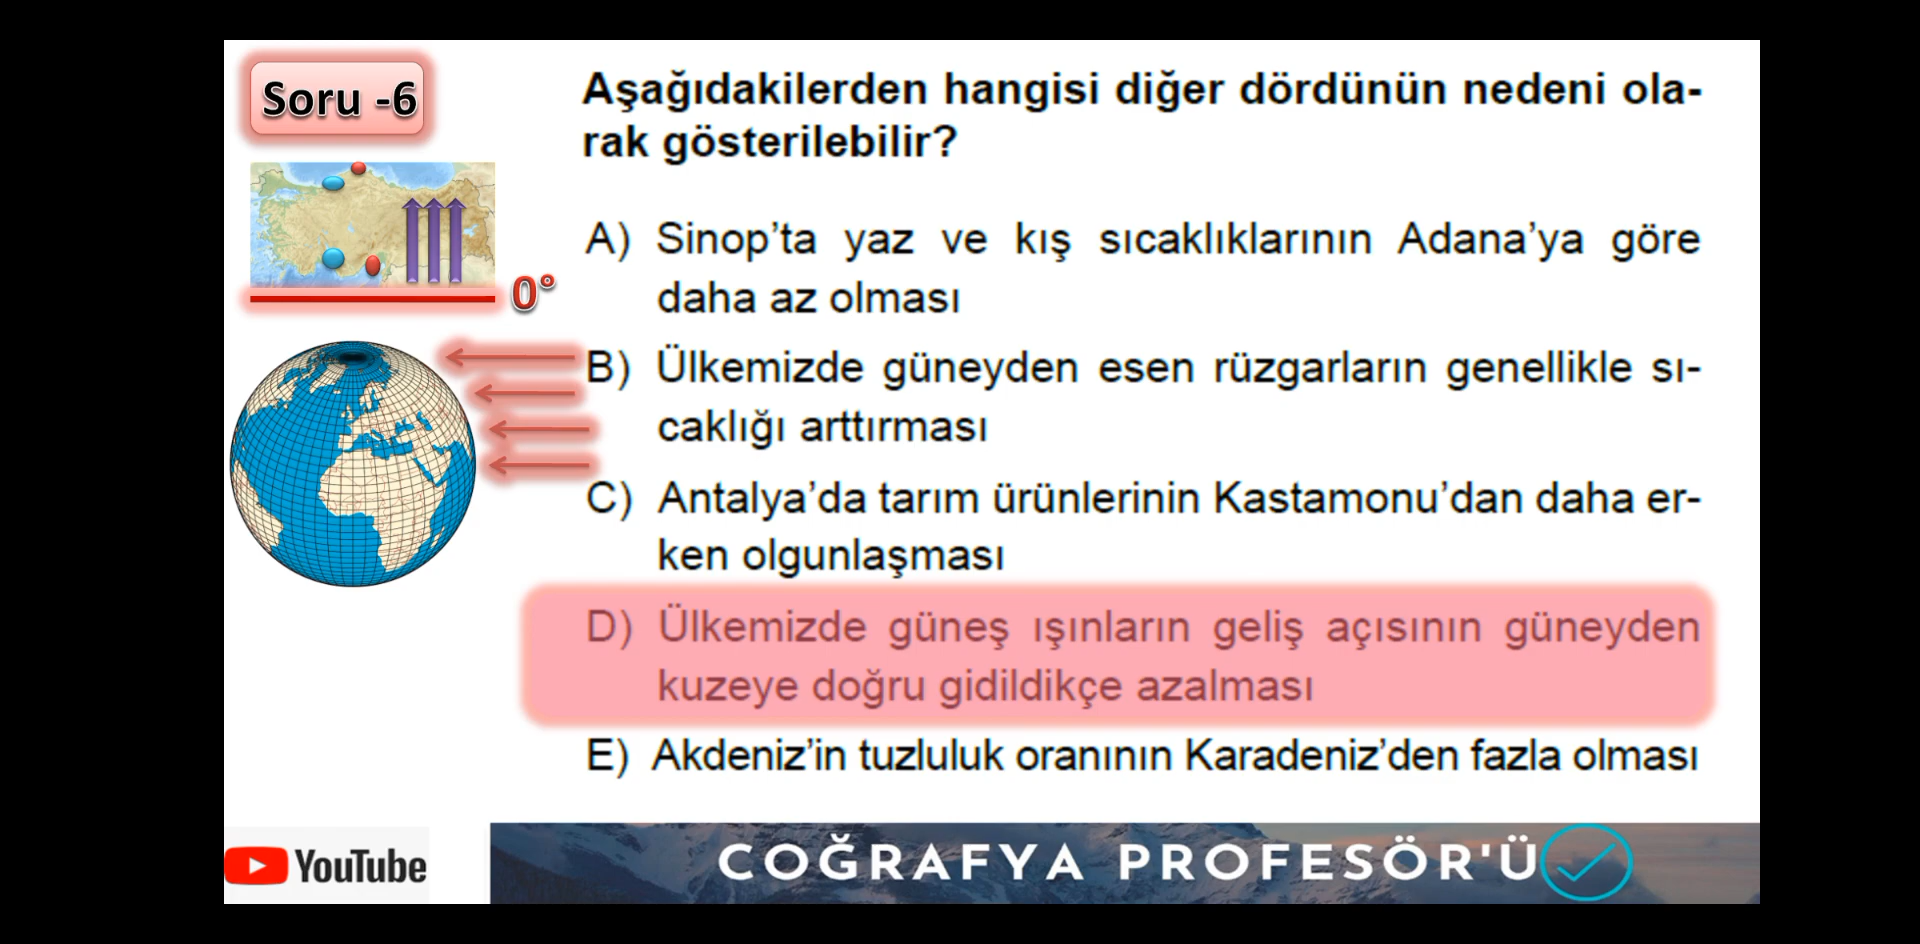 Soru -6
Aşağıdakilerden hangisi diğer dördünün nedeni ola-
rak gösterilebilir?
0°
A) Sinop’ta yaz ve kış sıcaklıklarının Adana’ya göre
daha az olması
B) Ülkemizde güneyden esen rüzgarların genellikle sı-
caklığı arttırması
C) Antalya’da tarım ürünlerinin Kastamonu’dan daha er-
ken olgunlaşması
D) Ülkemizde güneş ışınların geliş açısının güneyden
kuzeye doğru gidildikçe azalması
E) Akdeniz’in tuzluluk oranının Karadeniz’den fazla olması
YouTube
COĞRAFYA PROFESÖR'Ü